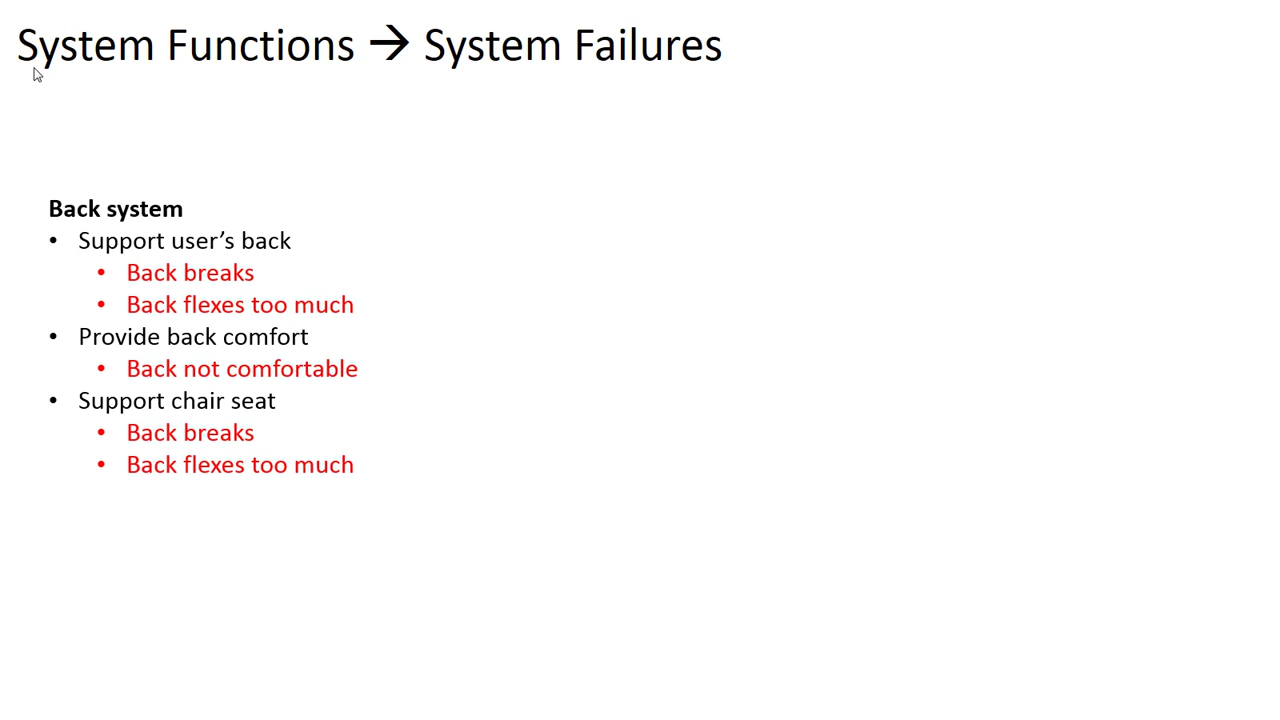 System Functions → System Failures
Back system
• Support user’s back
• Back breaks
• Back flexes too much
• Provide back comfort
• Back not comfortable
• Support chair seat
• Back breaks
• Back flexes too much